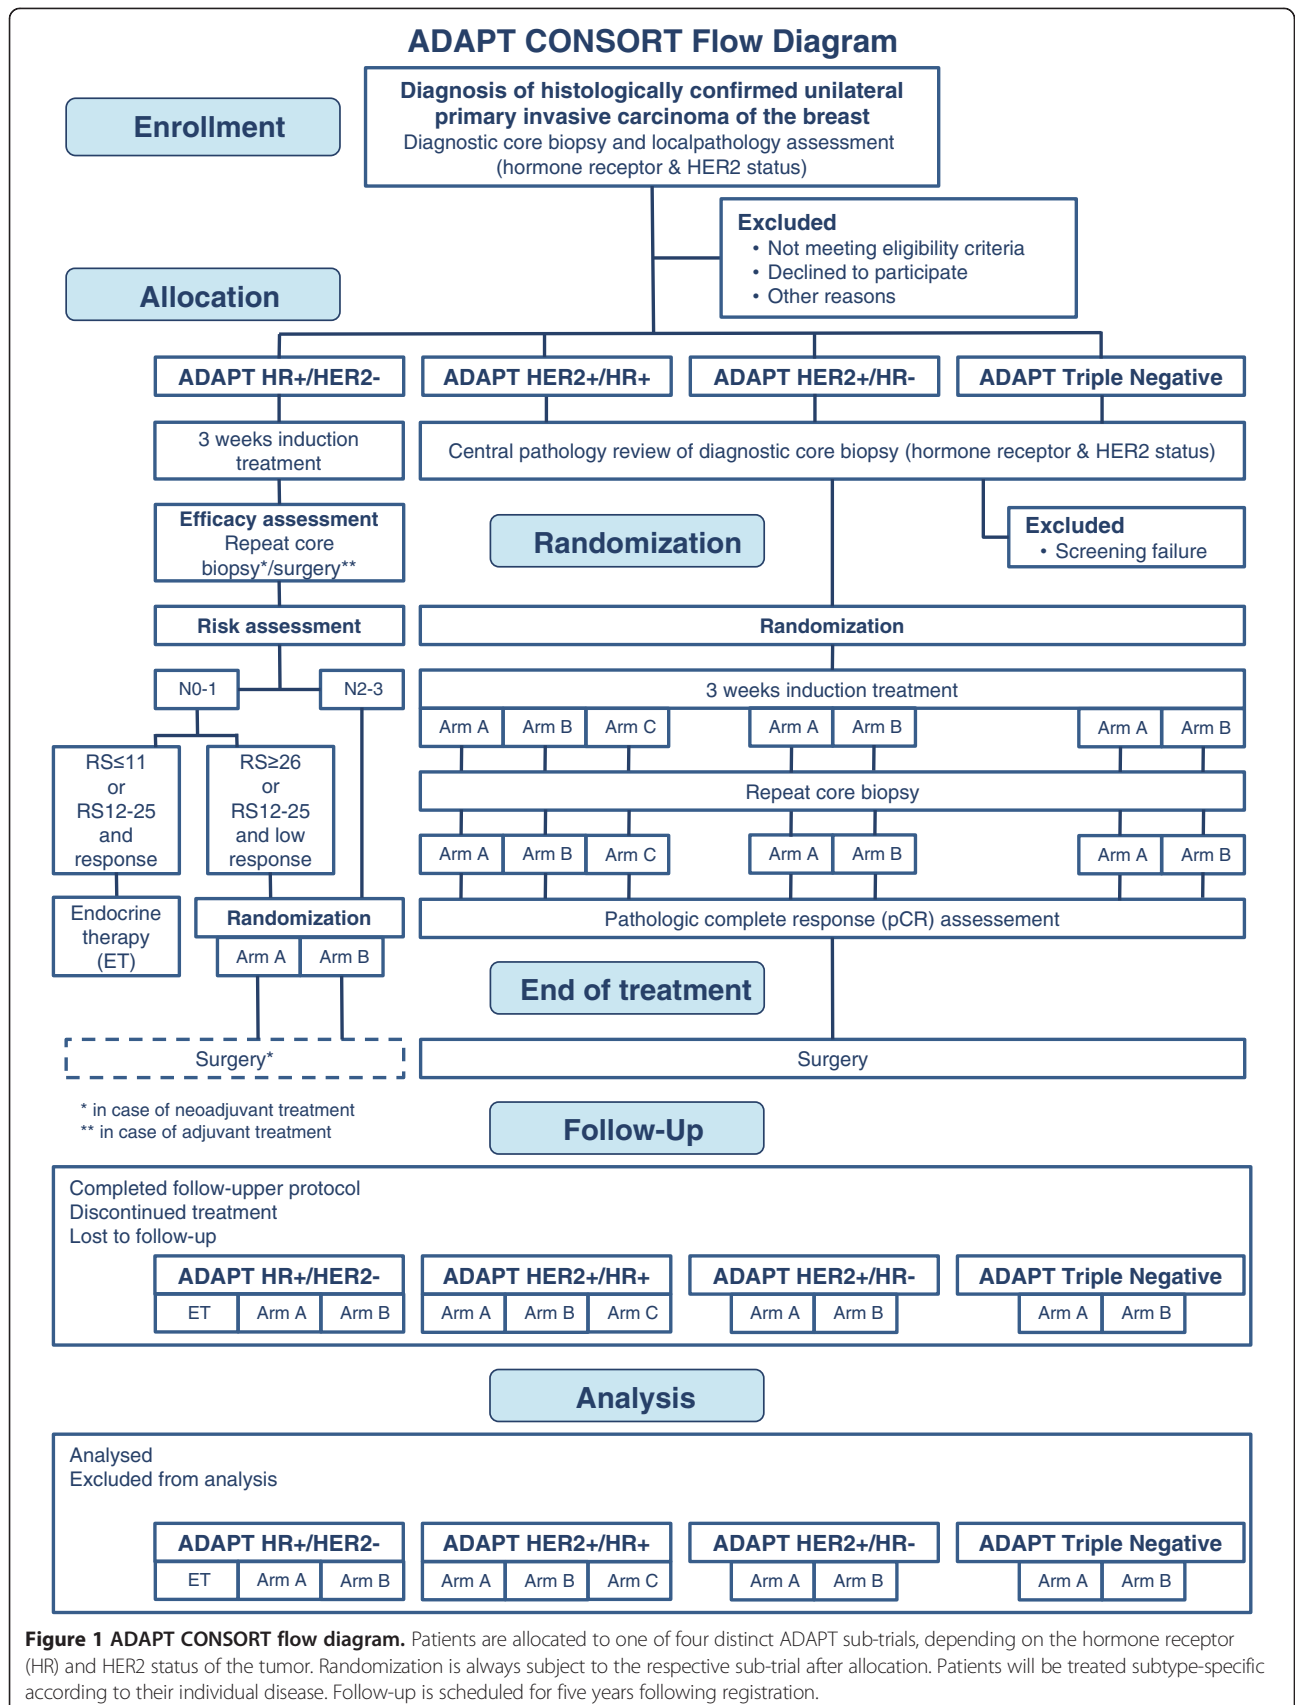 ADAPT CONSORT Flow Diagram
Enrollment
Diagnosis of histologically confirmed unilateral
primary invasive carcinoma of the breast
Diagnostic core biopsy and localpathology assessment
(hormone receptor & HER2 status)
Excluded
• Not meeting eligibility criteria
• Declined to participate
• Other reasons
Allocation
ADAPT HR+/HER2-
ADAPT HER2+/HR+
ADAPT HER2+/HR-
ADAPT Triple Negative
3 weeks induction
treatment
Central pathology review of diagnostic core biopsy (hormone receptor & HER2 status)
Efficacy assessment
Repeat core
biopsy*/surgery**
Randomization
Excluded
• Screening failure
Risk assessment
Randomization
N0-1
N2-3
3 weeks induction treatment
Arm A
Arm B
Arm C
Arm A
Arm B
Arm A
Arm B
RS≤11
or
RS12-25
and
response
RS≥26
or
RS12-25
and low
response
Repeat core biopsy
Arm A
Arm B
Arm C
Arm A
Arm B
Arm A
Arm B
Endocrine
therapy
(ET)
Randomization
Arm A
Arm B
Pathologic complete response (pCR) assessement
End of treatment
Surgery*
Surgery
* in case of neoadjuvant treatment
** in case of adjuvant treatment
Follow-Up
Completed follow-upper protocol
Discontinued treatment
Lost to follow-up
ADAPT HR+/HER2-
ADAPT HER2+/HR+
ADAPT HER2+/HR-
ADAPT Triple Negative
ET
Arm A
Arm B
Arm A
Arm B
Arm C
Arm A
Arm B
Arm A
Arm B
Analysis
Analysed
Excluded from analysis
ADAPT HR+/HER2-
ADAPT HER2+/HR+
ADAPT HER2+/HR-
ADAPT Triple Negative
ET
Arm A
Arm B
Arm A
Arm B
Arm C
Arm A
Arm B
Arm A
Arm B
Figure 1 ADAPT CONSORT flow diagram. Patients are allocated to one of four distinct ADAPT sub-trials, depending on the hormone receptor
(HR) and HER2 status of the tumor. Randomization is always subject to the respective sub-trial after allocation. Patients will be treated subtype-specific
according to their individual disease. Follow-up is scheduled for five years following registration.